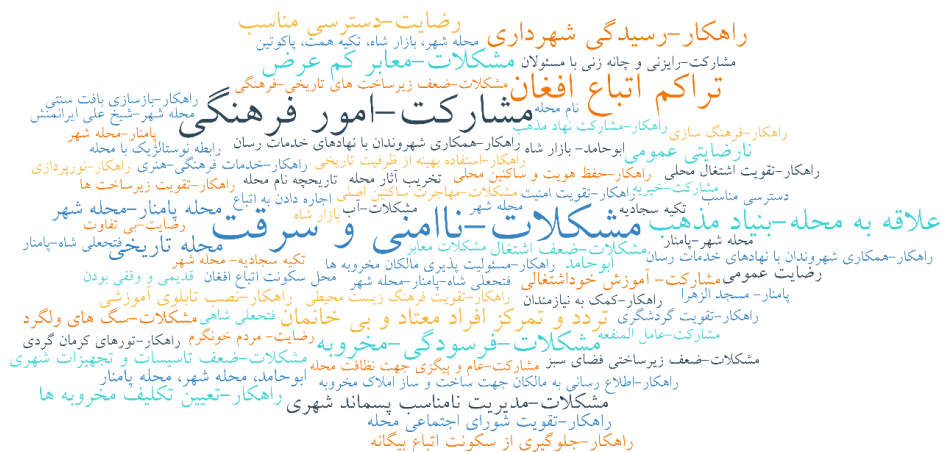 رضایت-دسترسی مناسب
راهکار-رسیدگی شهرداری
محله شهر، بازار شاه، تکیه همت، پاکوتین
مشکلات-معابر کم عرض
مشارکت-رایزنی و چانه زنی با مسئولان
مشکلات-ضعف زیرساخت های تاریخی-فرهنگی
تراکم اتباع افغان
راهکار-بازسازی بافت سنتی
مشارکت-امور فرهنگی
نام محله
محله شهر-شیخ علی ایرانمنش
راهکار-مشارکت نهاد مذهب
راهکار-فرهنگ سازی
پامنار-محله شهر
راهکار-همکاری شهروندان با نهادهای خدمات رسان
ابوحامد- بازار شاه
نارضایتی عمومی
رابطه نوستالژیک با محله
راهکار-استفاده بهینه از ظرفیت تاریخی
راهکار-نورپردازی
راهکار-خدمات فرهنگی-هنری
راهکار-حفظ هویت و ساکنین محلی
راهکار-تقویت اشتغال محلی
راهکار-تقویت زیرساخت ها
تاریخچه نام محله
تخریب آثار محله
مشکلات-مهاجرت ساکنین اصلی
راهکار-تقویت امنیت
مشارکت-خیریه
دسترسی مناسب
اجاره دادن به اتباع
محله پامنار-محله شهر
بازار شاه
مشکلات-آب
محله شهر
تکیه سجادیه
رضایت-بی تفاوت
مشکلات-ناامنی و سرقت
علاقه به محله-بنیاد مذهب
فتحعلی شاه-پامنار
محله تاریخی
مشکلات معابر
مشکلات-ضعف اشتغال
محله شهر-پامنار
راهکار-همکاری شهروندان با نهادهای خدمات رسان
تکیه سجادیه- محله شهر
راهکار-مسئولیت پذیری مالکان مخروبه ها
ابوحامد
رضایت عمومی
قدیمی و وقفی بودن
محل سکونت اتباع افغان
فتحعلی شاه-پامنار-محله شهر
مشارکت- آموزش خوداشتغالی
راهکار-نصب تابلوی آموزشی
راهکار-تقویت فرهنگ زیست محیطی
راهکار-کمک به نیازمندان
پامنار- مسجد الزهرا
مشکلات-سگ های ولگرد
فتحعلی شاهی
تردد و تمرکز افراد معتاد و بی خانمان
راهکار-تقویت گردشگری
راهکار-تورهای کرمان گردی
رضایت- مردم خونگرم
مشکلات-فرسودگی-مخروبه
مشارکت-عامل المنفعه
مشکلات-ضعف تاسیسات و تجهیزات شهری
مشکلات-ضعف زیرساختی فضای سبز
مشارکت-عام و پیگزی جهت نظافت محله
ابوحامد، محله شهر، محله پامنار
راهکار-اطلاع رسانی به مالکان جهت ساخت و ساز املاک مخروبه
راهکار-تعیین تکلیف مخروبه ها
مشکلات-مدیریت نامناسب پسماند شهری
راهکار-تقویت شورای اجتماعی محله
راهکار-جلوگیری از سکونت اتباع بیگانه